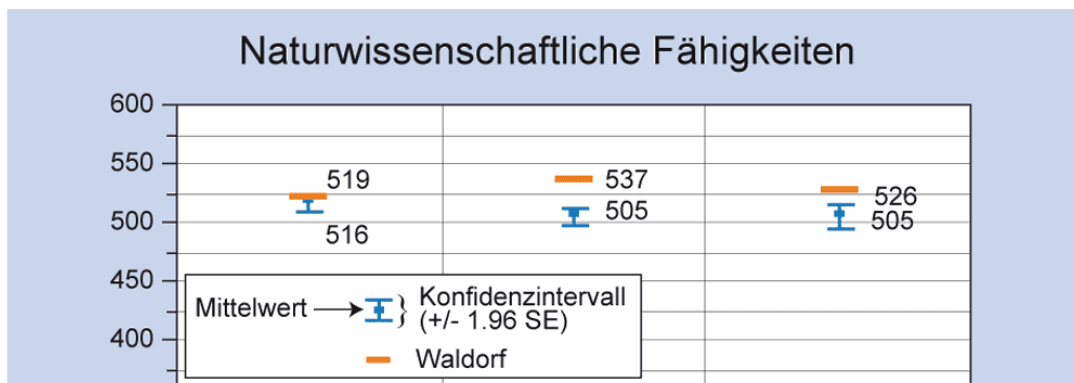 Naturwissenschaftliche Fähigkeiten
600
550
500
450
400
519
516
537
505
526
505
Mittelwert
Konfidenzintervall
(+/- 1.96 SE)
Waldorf